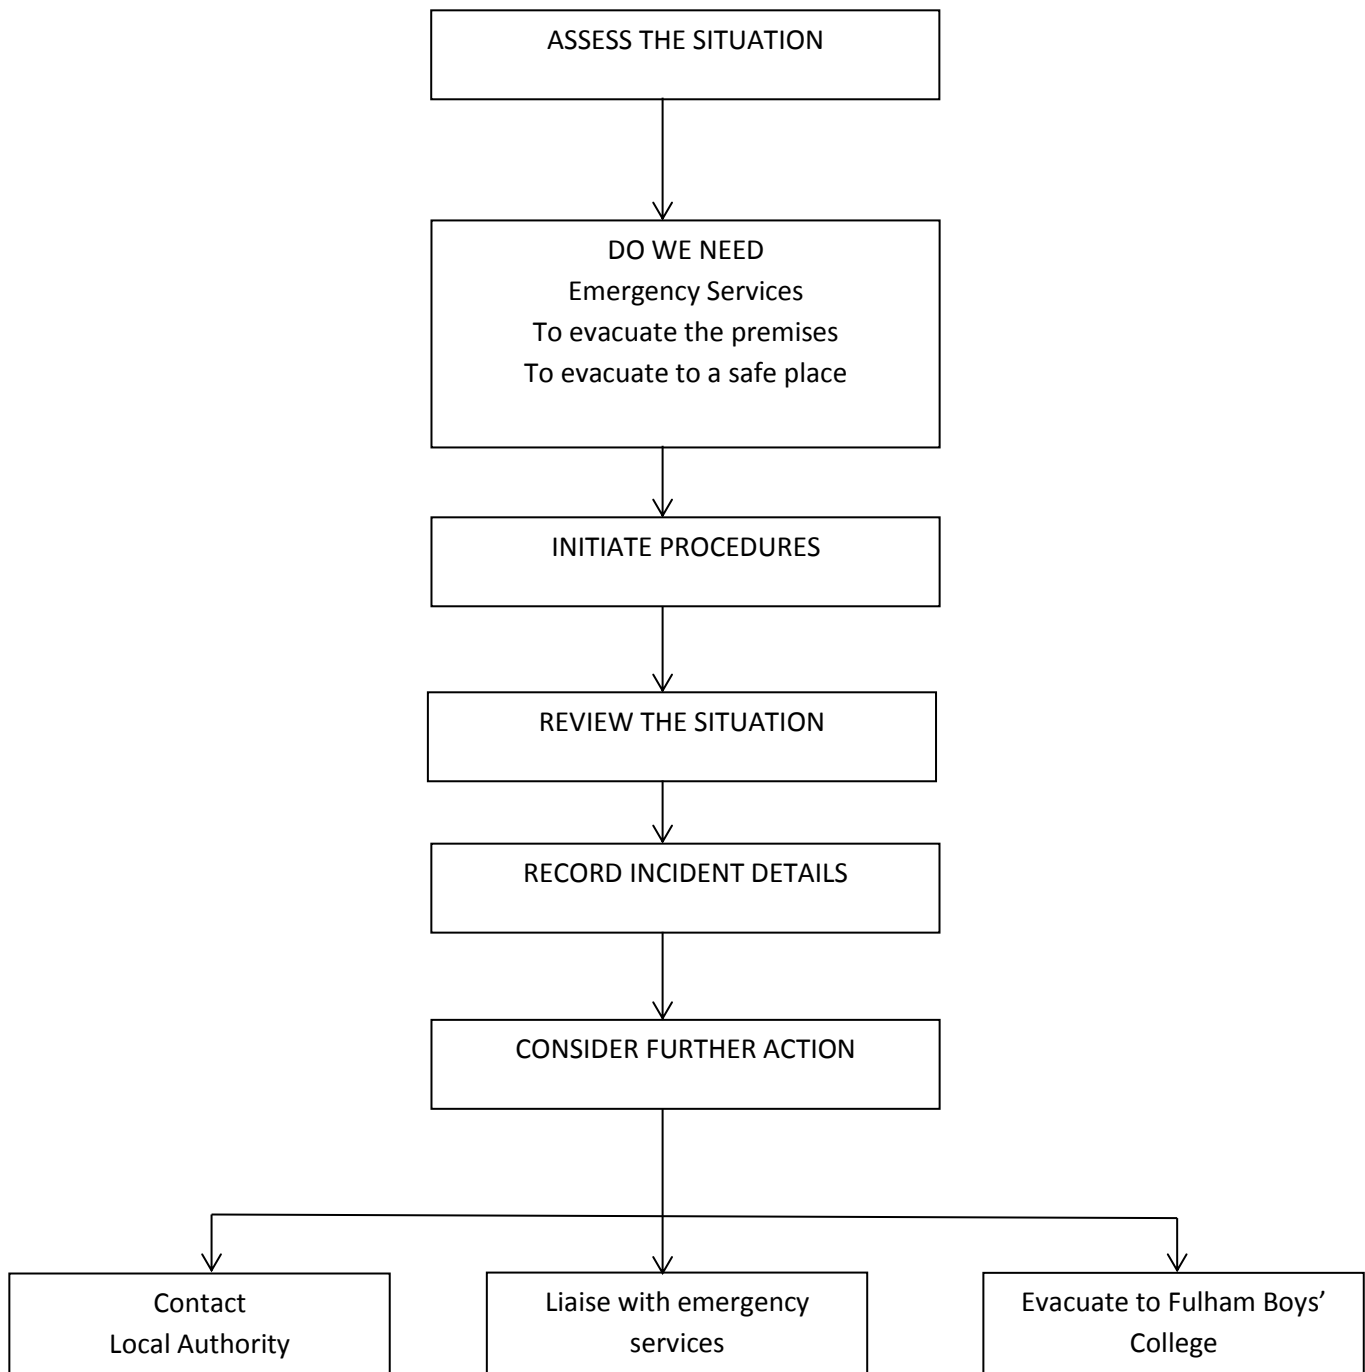 ASSESS THE SITUATION
DO WE NEED
Emergency Services
To evacuate the premises
To evacuate to a safe place
INITIATE PROCEDURES
REVIEW THE SITUATION
RECORD INCIDENT DETAILS
CONSIDER FURTHER ACTION
Contact
Local Authority
Liaise with emergency
services
Evacuate to Fulham Boys’
College